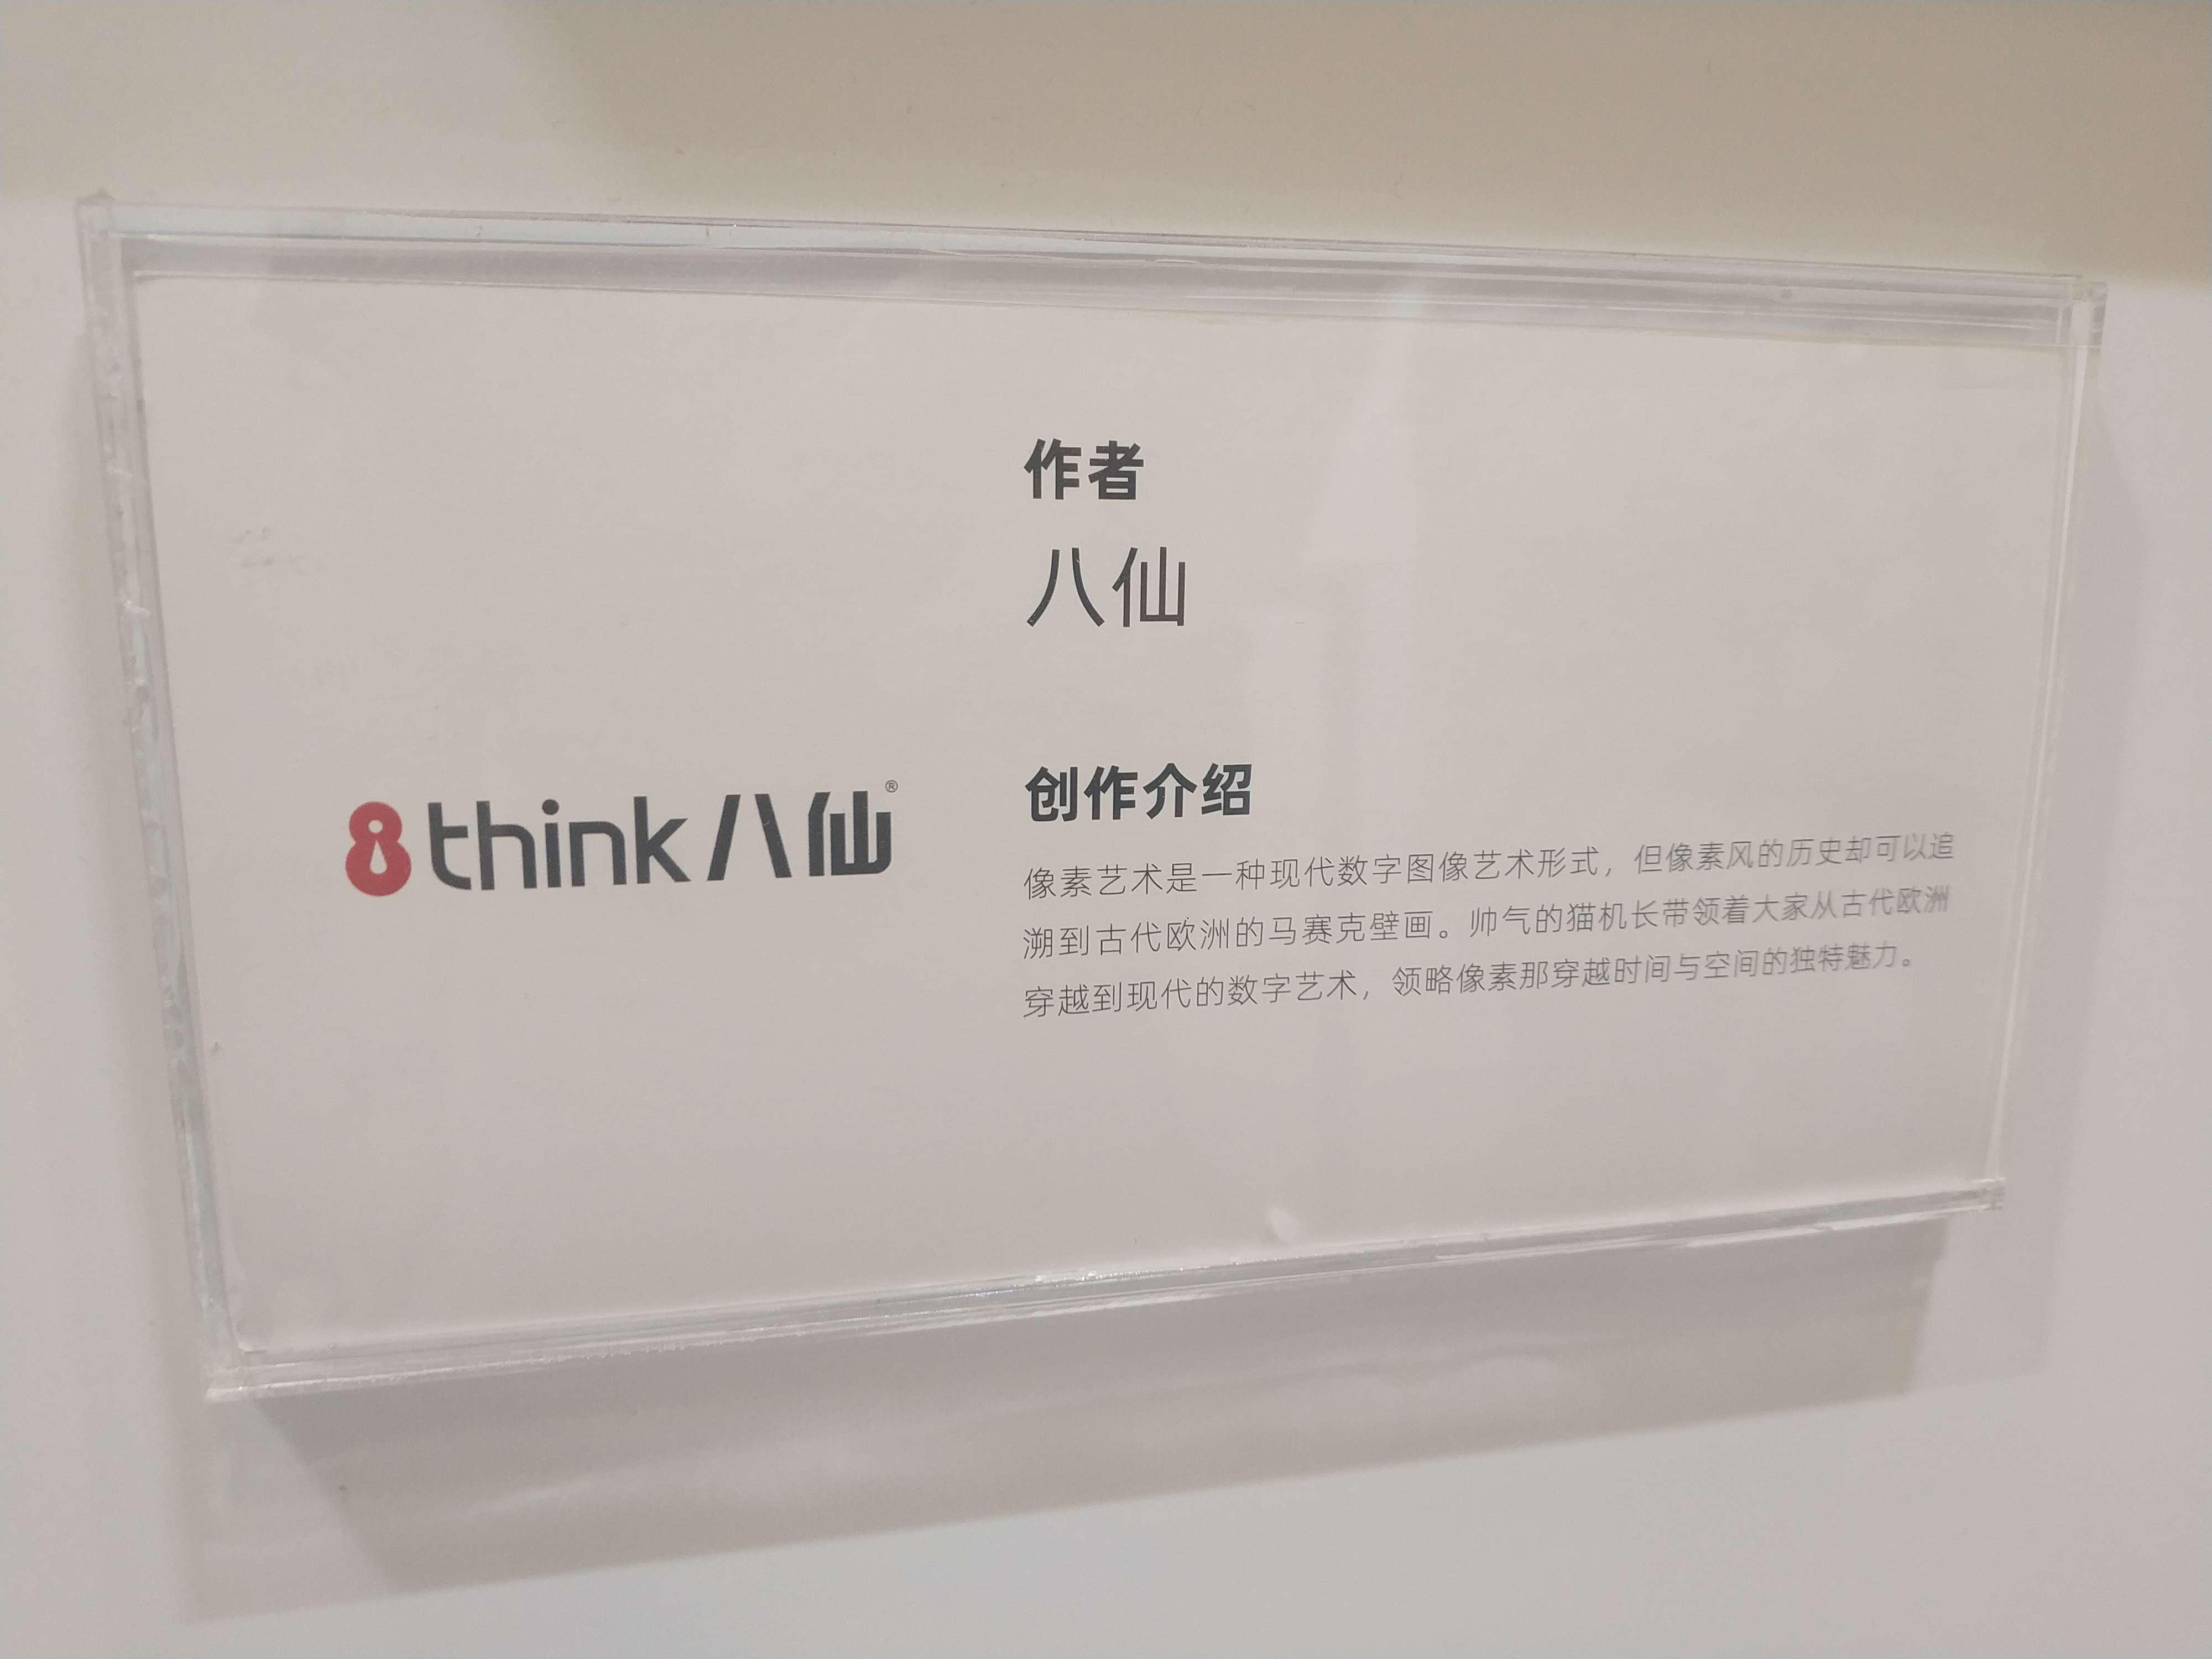 8think八仙®
作者
八仙
创作介绍
像素艺术是一种现代数字图像艺术形式，但像素风的历史却可以追
溯到古代欧洲的马赛克壁画。帅气的猫机长带领着大家从古代欧洲
穿越到现代的数字艺术，领略像素那穿越时间与空间的独特魅力。